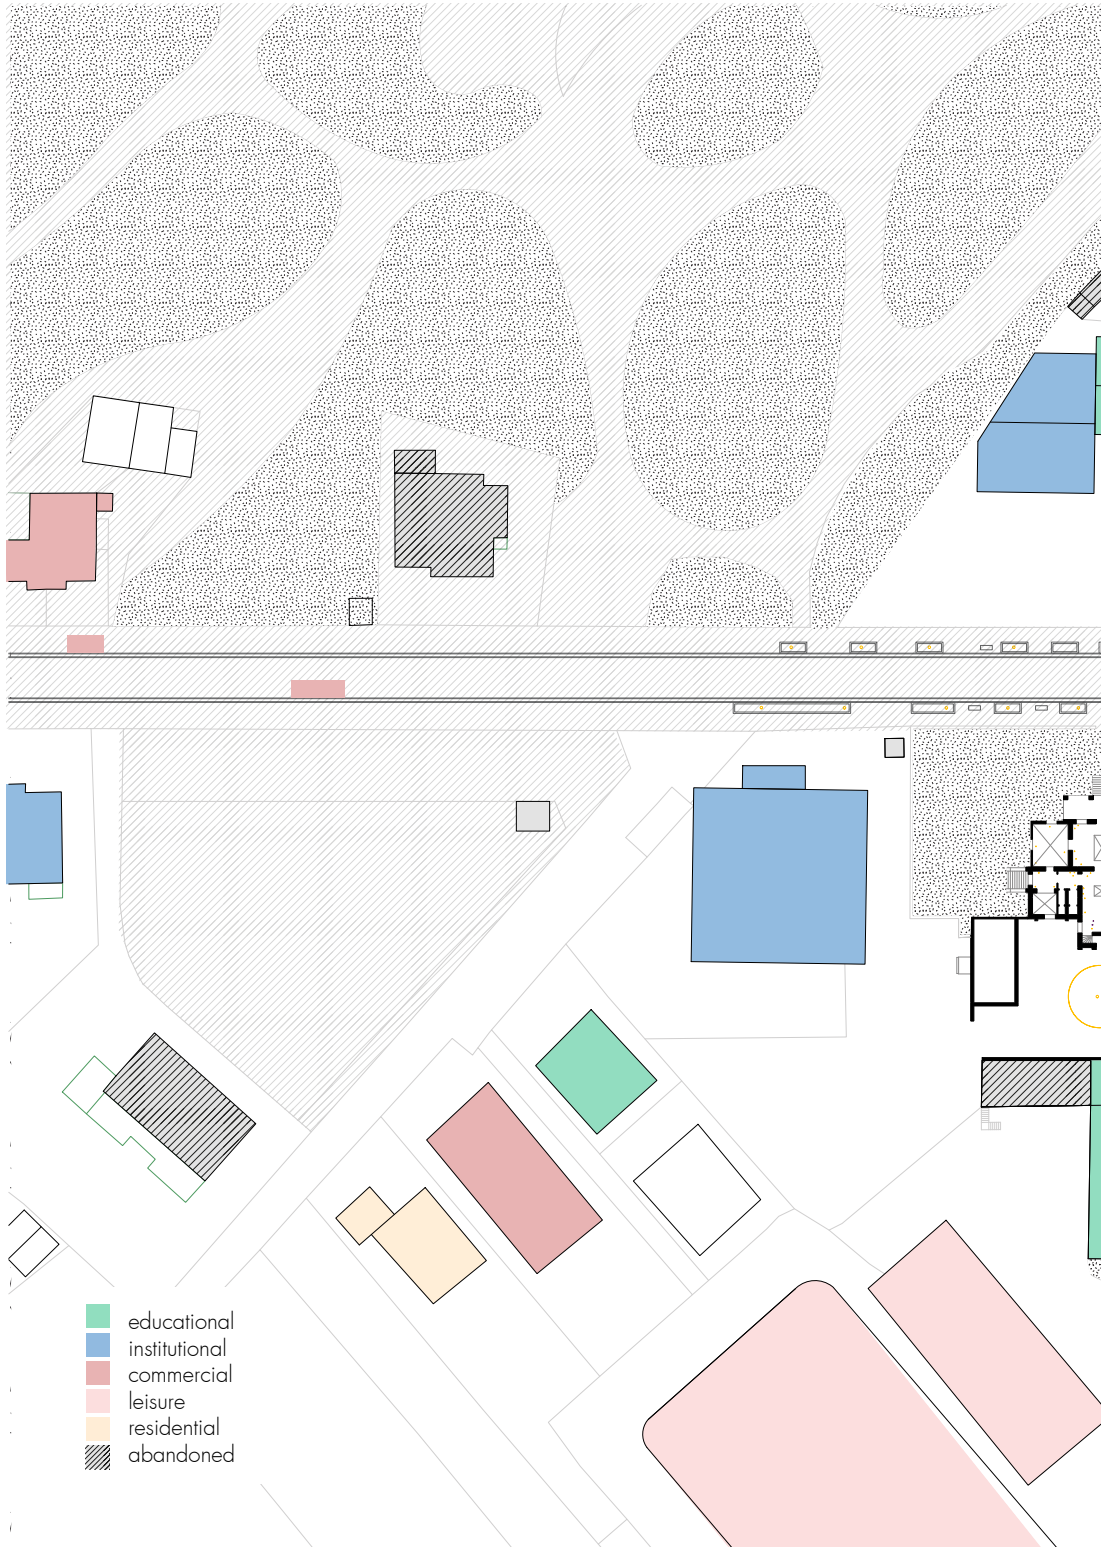 educational
institutional
commercial
leisure
residential
abandoned